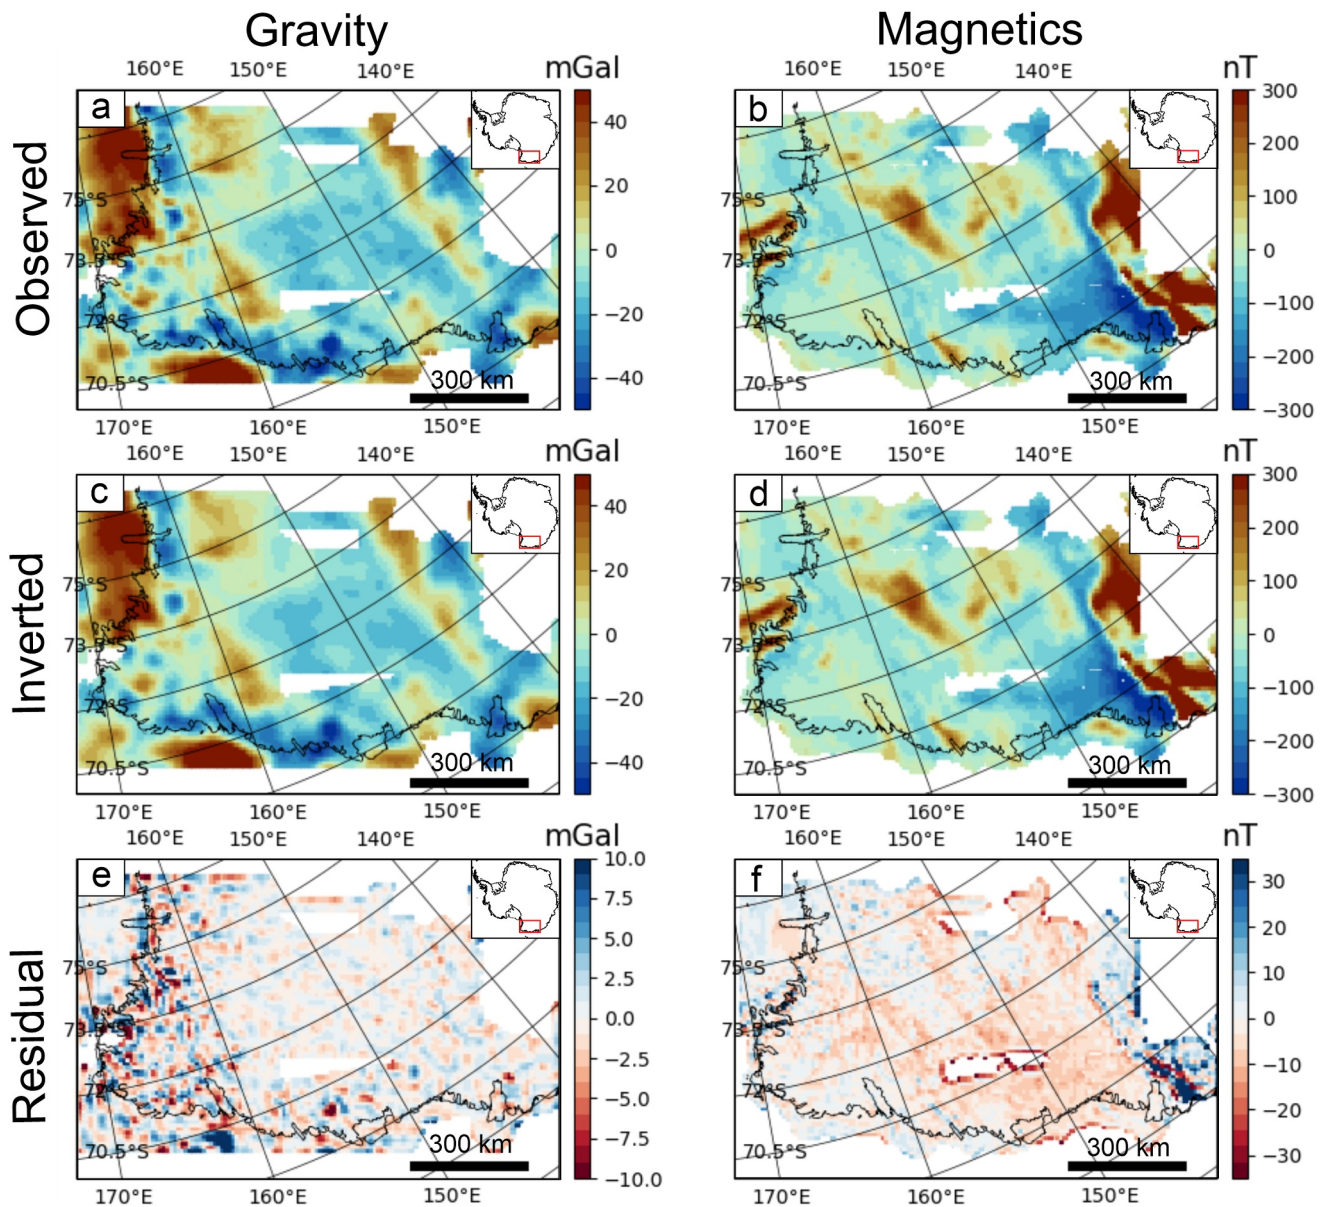 Gravity Magnetics
160°E 150°E 140°E mGal 160°E 150°E 140°E nT
Observed
a
75°S
73.5°S
72°S
70.5°S
300 km
40
20
0
−20
−40
170°E 160°E 150°E
b
75°S
73.5°S
72°S
70.5°S
300 km
300
200
100
0
−100
−200
−300
170°E 160°E 150°E
160°E 150°E 140°E mGal 160°E 150°E 140°E nT
Inverted
c
75°S
73.5°S
72°S
70.5°S
300 km
40
20
0
−20
−40
170°E 160°E 150°E
d
75°S
73.5°S
72°S
70.5°S
300 km
300
200
100
0
−100
−200
−300
170°E 160°E 150°E
160°E 150°E 140°E mGal 160°E 150°E 140°E nT
Residual
e
75°S
73.5°S
72°S
70.5°S
300 km
10.0
7.5
5.0
2.5
0.0
−2.5
−5.0
−7.5
−10.0
170°E 160°E 150°E
f
75°S
73.5°S
72°S
70.5°S
300 km
30
20
10
0
−10
−20
−30
170°E 160°E 150°E